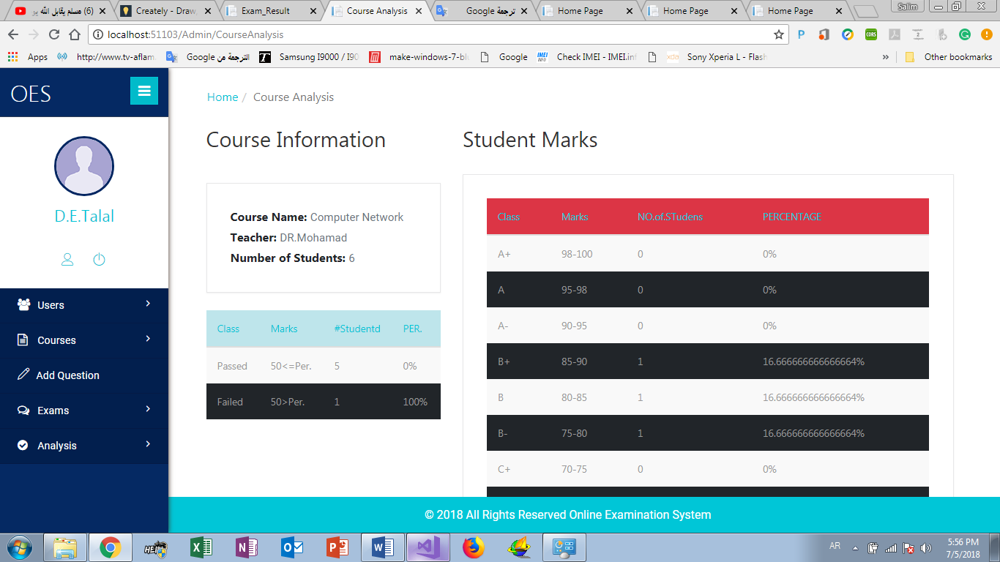 (6) مسلم يقابل الله يو
Creately - Draw
Exam_Result
Course Analysis
ترجمة Google
Home Page
Home Page
Home Page
Salim
localhost:51103/Admin/CourseAnalysis
Apps
http://www.tv-aflam
الترجمة من Google
Samsung I9000 / I90
make-windows-7-bl
Google
Check IMEI - IMEI.inf
Sony Xperia L - Flash
»
Other bookmarks
OES
Home / Course Analysis
Course Information
Student Marks
D.E.Talal
Course Name: Computer Network
Teacher: DR.Mohamad
Number of Students: 6
Class Marks #Studentd PER.
Passed 50<=Per. 5 0%
Failed 50>Per. 1 100%
Class Marks NO.of.STudens PERCENTAGE
A+ 98-100 0 0%
A 95-98 0 0%
A- 90-95 0 0%
B+ 85-90 1 16.666666666666664%
B 80-85 1 16.666666666666664%
B- 75-80 1 16.666666666666664%
C+ 70-75 0 0%
Users
Courses
Add Question
Exams
Analysis
© 2018 All Rights Reserved Online Examination System
AR
5:56 PM
7/5/2018